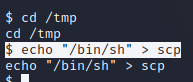 $ cd /tmp
cd /tmp
$ echo "/bin/sh" > scp
echo "/bin/sh" > scp
$